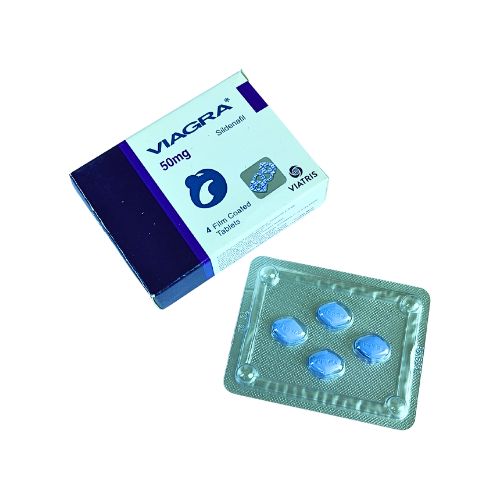 VIAGRA*
Sildenafil
50mg
4 Film Coated
Tablets
VIATRIS